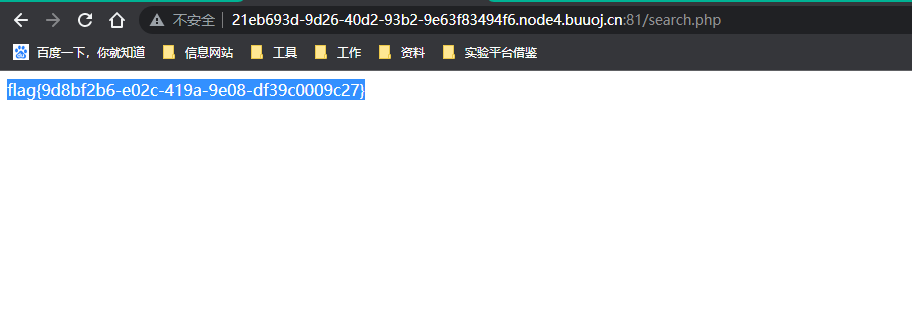 不安全 21eb693d-9d26-40d2-93b2-9e63f83494f6.node4.buuoj.cn:81/search.php
百度一下，你就知道 信息网站 工具 工作 资料 实验平台借鉴
flag{9d8bf2b6-e02c-419a-9e08-df39c0009c27}